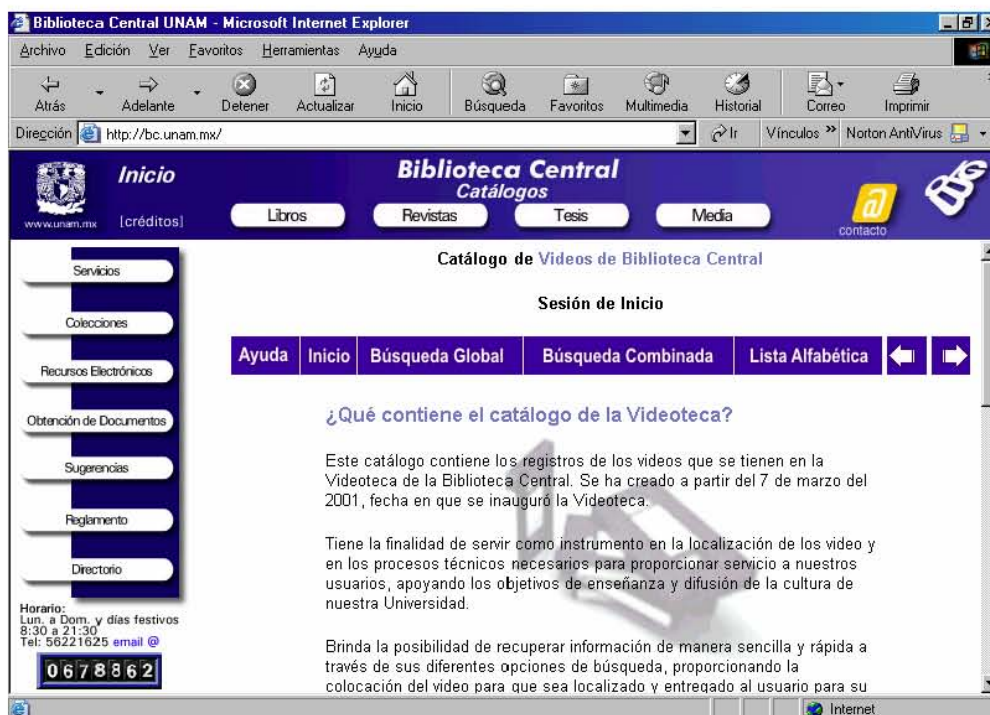 Biblioteca Central UNAM - Microsoft Internet Explorer
Archivo Edición Ver Favoritos Herramientas Ayuda
Atrás Adelante Detener Actualizar Inicio Búsqueda Favoritos Multimedia Historial Correo Imprimir
Dirección http://bc.unam.mx/ Ir Vínculos » Norton AntiVirus
Inicio
Biblioteca Central
Catálogos
www.unam.mx [créditos] Libros Revistas Tesis Media
contacto
Servicios
Colecciones
Recursos Electrónicos
Obtención de Documentos
Sugerencias
Reglamento
Directorio
Horario:
Lun. a Dom. y días festivos
8:30 a 21:30
Tel: 56221625 email @
0678862
Catálogo de Videos de Biblioteca Central
Sesión de Inicio
Ayuda Inicio Búsqueda Global Búsqueda Combinada Lista Alfabética
¿Qué contiene el catálogo de la Videoteca?
Este catálogo contiene los registros de los videos que se tienen en la
Videoteca de la Biblioteca Central. Se ha creado a partir del 7 de marzo del
2001, fecha en que se inauguró la Videoteca.
Tiene la finalidad de servir como instrumento en la localización de los video y
en los procesos técnicos necesarios para proporcionar servicio a nuestros
usuarios, apoyando los objetivos de enseñanza y difusión de la cultura de
nuestra Universidad.
Brinda la posibilidad de recuperar información de manera sencilla y rápida a
través de sus diferentes opciones de búsqueda, proporcionando la
colocación del video para que sea localizado y entregado al usuario para su
Internet